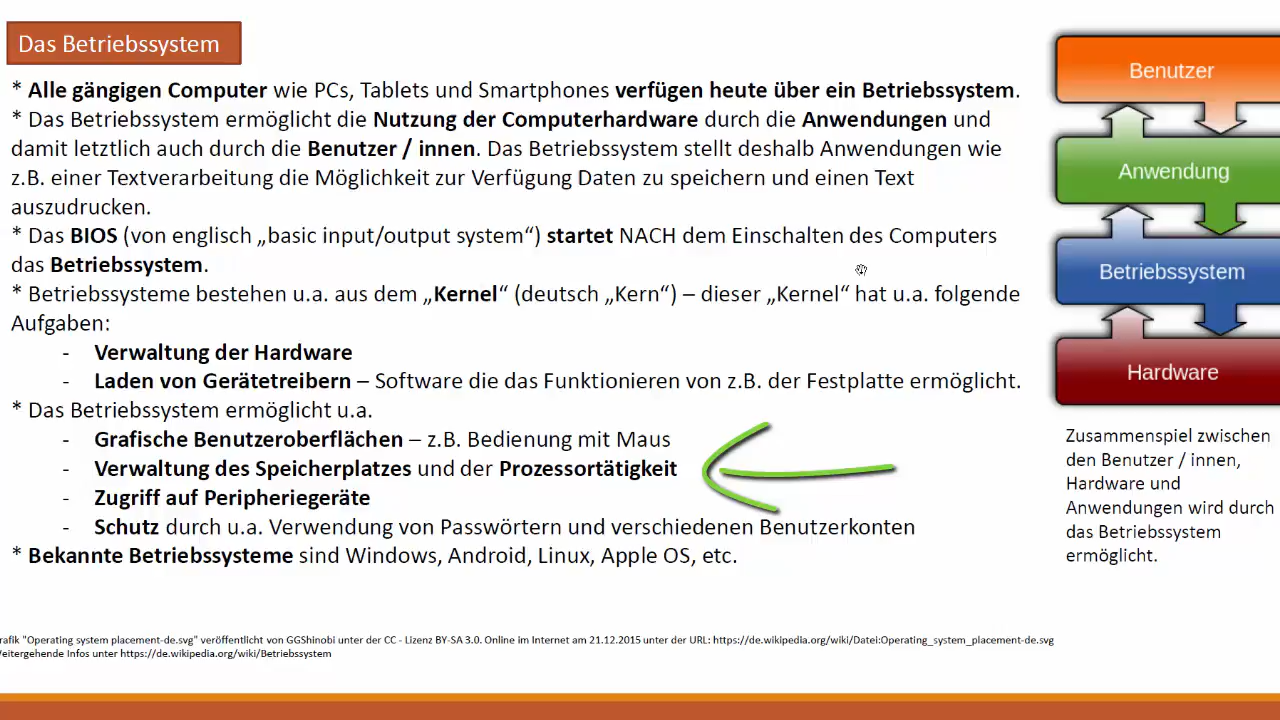 Das Betriebssystem
* Alle gängigen Computer wie PCs, Tablets und Smartphones verfügen heute über ein Betriebssystem.
* Das Betriebssystem ermöglicht die Nutzung der Computerhardware durch die Anwendungen und
damit letztlich auch durch die Benutzer / innen. Das Betriebssystem stellt deshalb Anwendungen wie
z.B. einer Textverarbeitung die Möglichkeit zur Verfügung Daten zu speichern und einen Text
auszudrucken.
* Das BIOS (von englisch „basic input/output system“) startet NACH dem Einschalten des Computers
das Betriebssystem.
* Betriebssysteme bestehen u.a. aus dem „Kernel“ (deutsch „Kern“) – dieser „Kernel“ hat u.a. folgende
Aufgaben:
- Verwaltung der Hardware
- Laden von Gerätetreibern – Software die das Funktionieren von z.B. der Festplatte ermöglicht.
* Das Betriebssystem ermöglicht u.a.
- Grafische Benutzeroberflächen – z.B. Bedienung mit Maus
- Verwaltung des Speicherplatzes und der Prozessortätigkeit
- Zugriff auf Peripheriegeräte
- Schutz durch u.a. Verwendung von Passwörtern und verschiedenen Benutzerkonten
* Bekannte Betriebssysteme sind Windows, Android, Linux, Apple OS, etc.
Benutzer
Anwendung
Betriebssystem
Hardware
Zusammenspiel zwischen
den Benutzer / innen,
Hardware und
Anwendungen wird durch
das Betriebssystem
ermöglicht.
rafik "Operating system placement-de.svg" veröffentlich von GGShinobi unter der CC - Lizenz BY-SA 3.0. Online im Internet am 21.12.2015 unter der URL: https://de.wikipedia.org/wiki/Datei:Operating_system_placement-de.svg
eitergehende Infos unter https://de.wikipedia.org/wiki/Betriebssystem